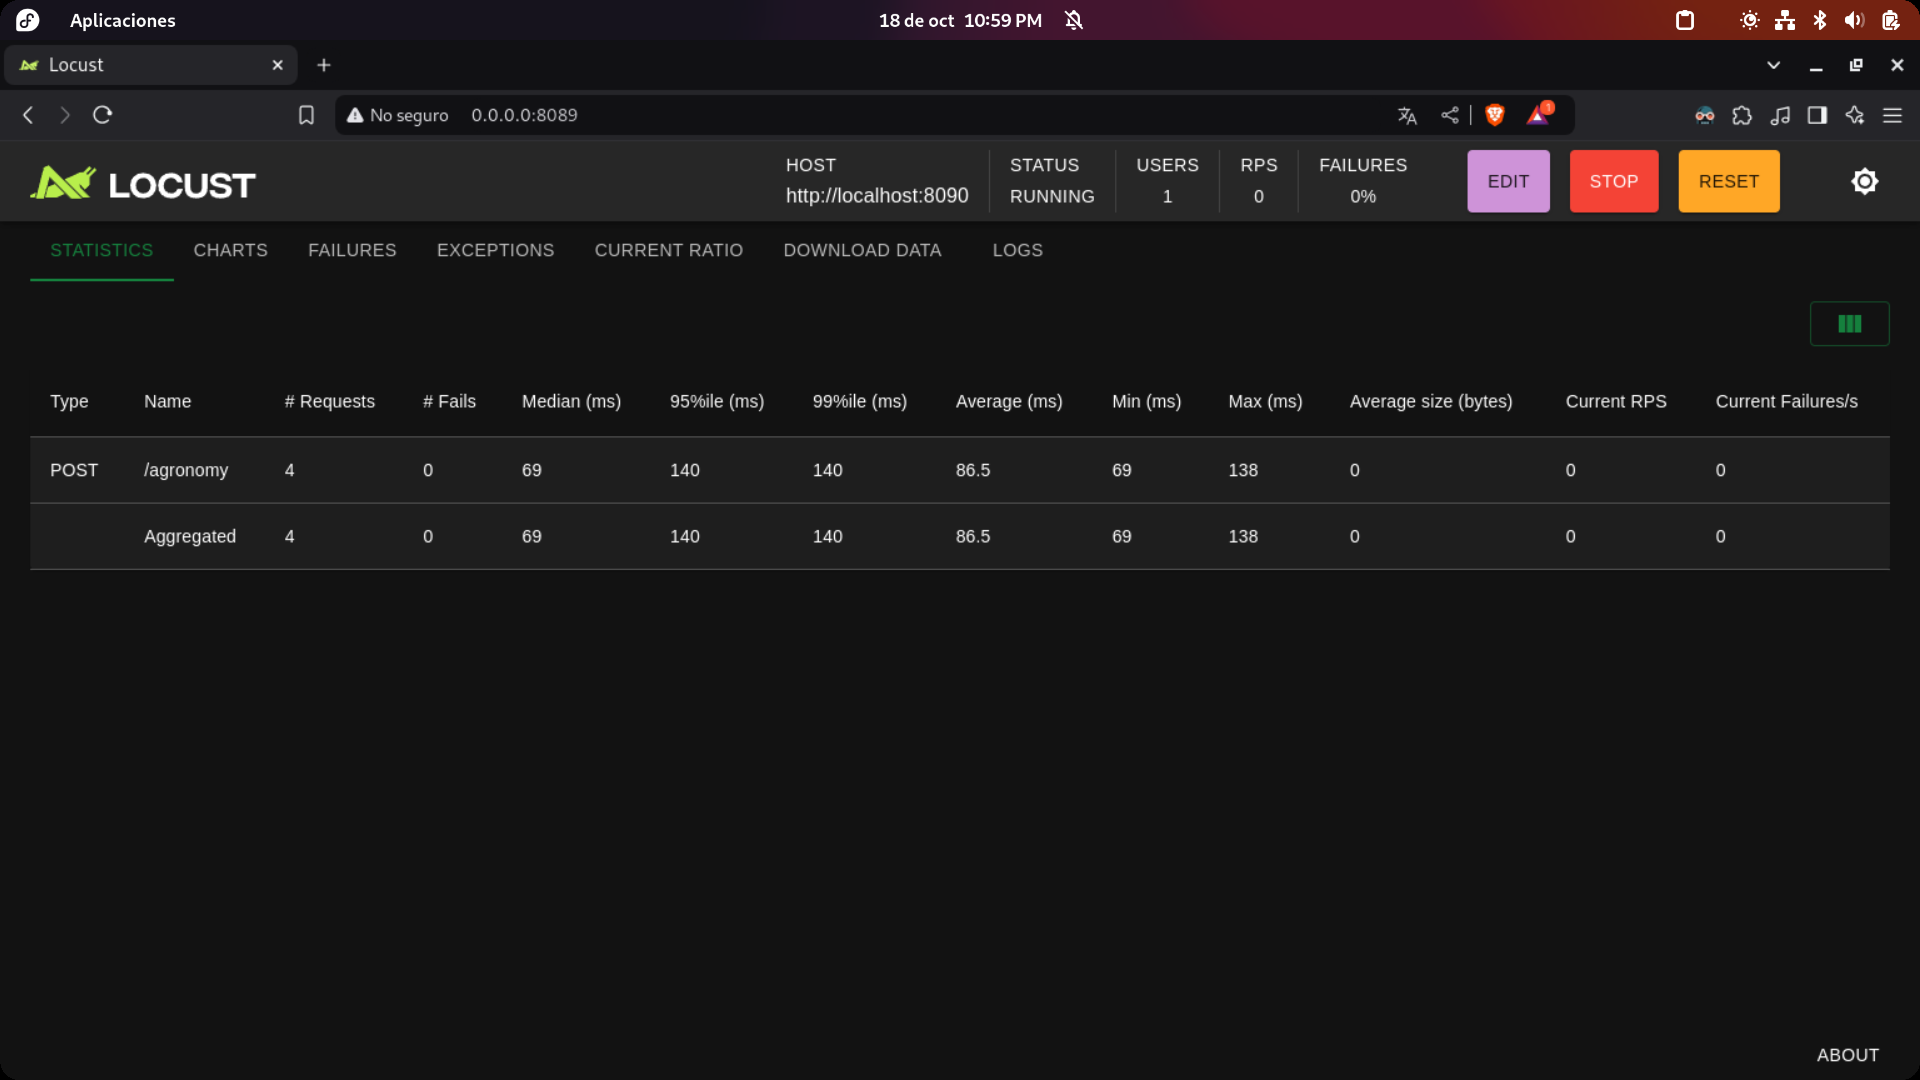 Aplicaciones 18 de oct 10:59 PM
Locust
No seguro 0.0.0.0:8089 1
LOCUST
HOST STATUS USERS RPS FAILURES
http://localhost:8090 RUNNING 1 0 0%
EDIT STOP RESET
STATISTICS CHARTS FAILURES EXCEPTIONS CURRENT RATIO DOWNLOAD DATA LOGS
Type Name # Requests # Fails Median (ms) 95%ile (ms) 99%ile (ms) Average (ms) Min (ms) Max (ms) Average size (bytes) Current RPS Current Failures/s
POST /agronomy 4 0 69 140 140 86.5 69 138 0 0 0
Aggregated 4 0 69 140 140 86.5 69 138 0 0 0
ABOUT